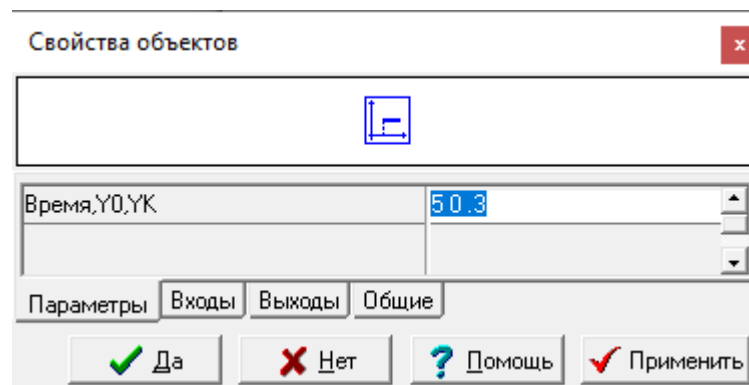 Свойства объектов
x
Время,Y0,YK
5 0 .3
Параметры Входы Выходы Общие
Да Нет ? Помощь Применить